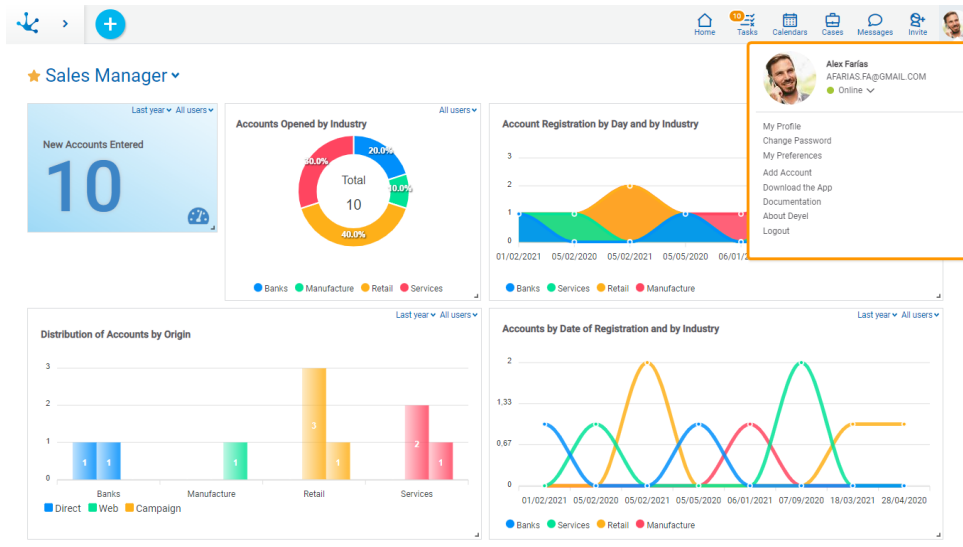 10
Home Tasks Calendars Cases Messages Invite
Sales Manager
Alex Farías
AFARIAS.FA@GMAIL.COM
Online
My Profile
Change Password
My Preferences
Add Account
Download the App
Documentation
About Deyel
Logout
Last year All users
New Accounts Entered
10
All users
Accounts Opened by Industry
20.0%
10.0%
40.0%
30.0%
Total
10
Banks Manufacture Retail Services
Account Registration by Day and by Industry
3
2
1
0
01/02/2021 05/02/2020 05/02/2021 05/05/2020 06/01/2
Banks Services Retail Manufacture
Last year All users
Distribution of Accounts by Origin
3
2
1
0
1 1 1 3 1 2 1
Banks Manufacture Retail Services
Direct Web Campaign
Last year All users
Accounts by Date of Registration and by Industry
2
1,33
0,67
0
01/02/2021 05/02/2020 05/02/2021 05/05/2020 06/01/2021 07/09/2020 18/03/2021 28/04/2020
Banks Services Retail Manufacture